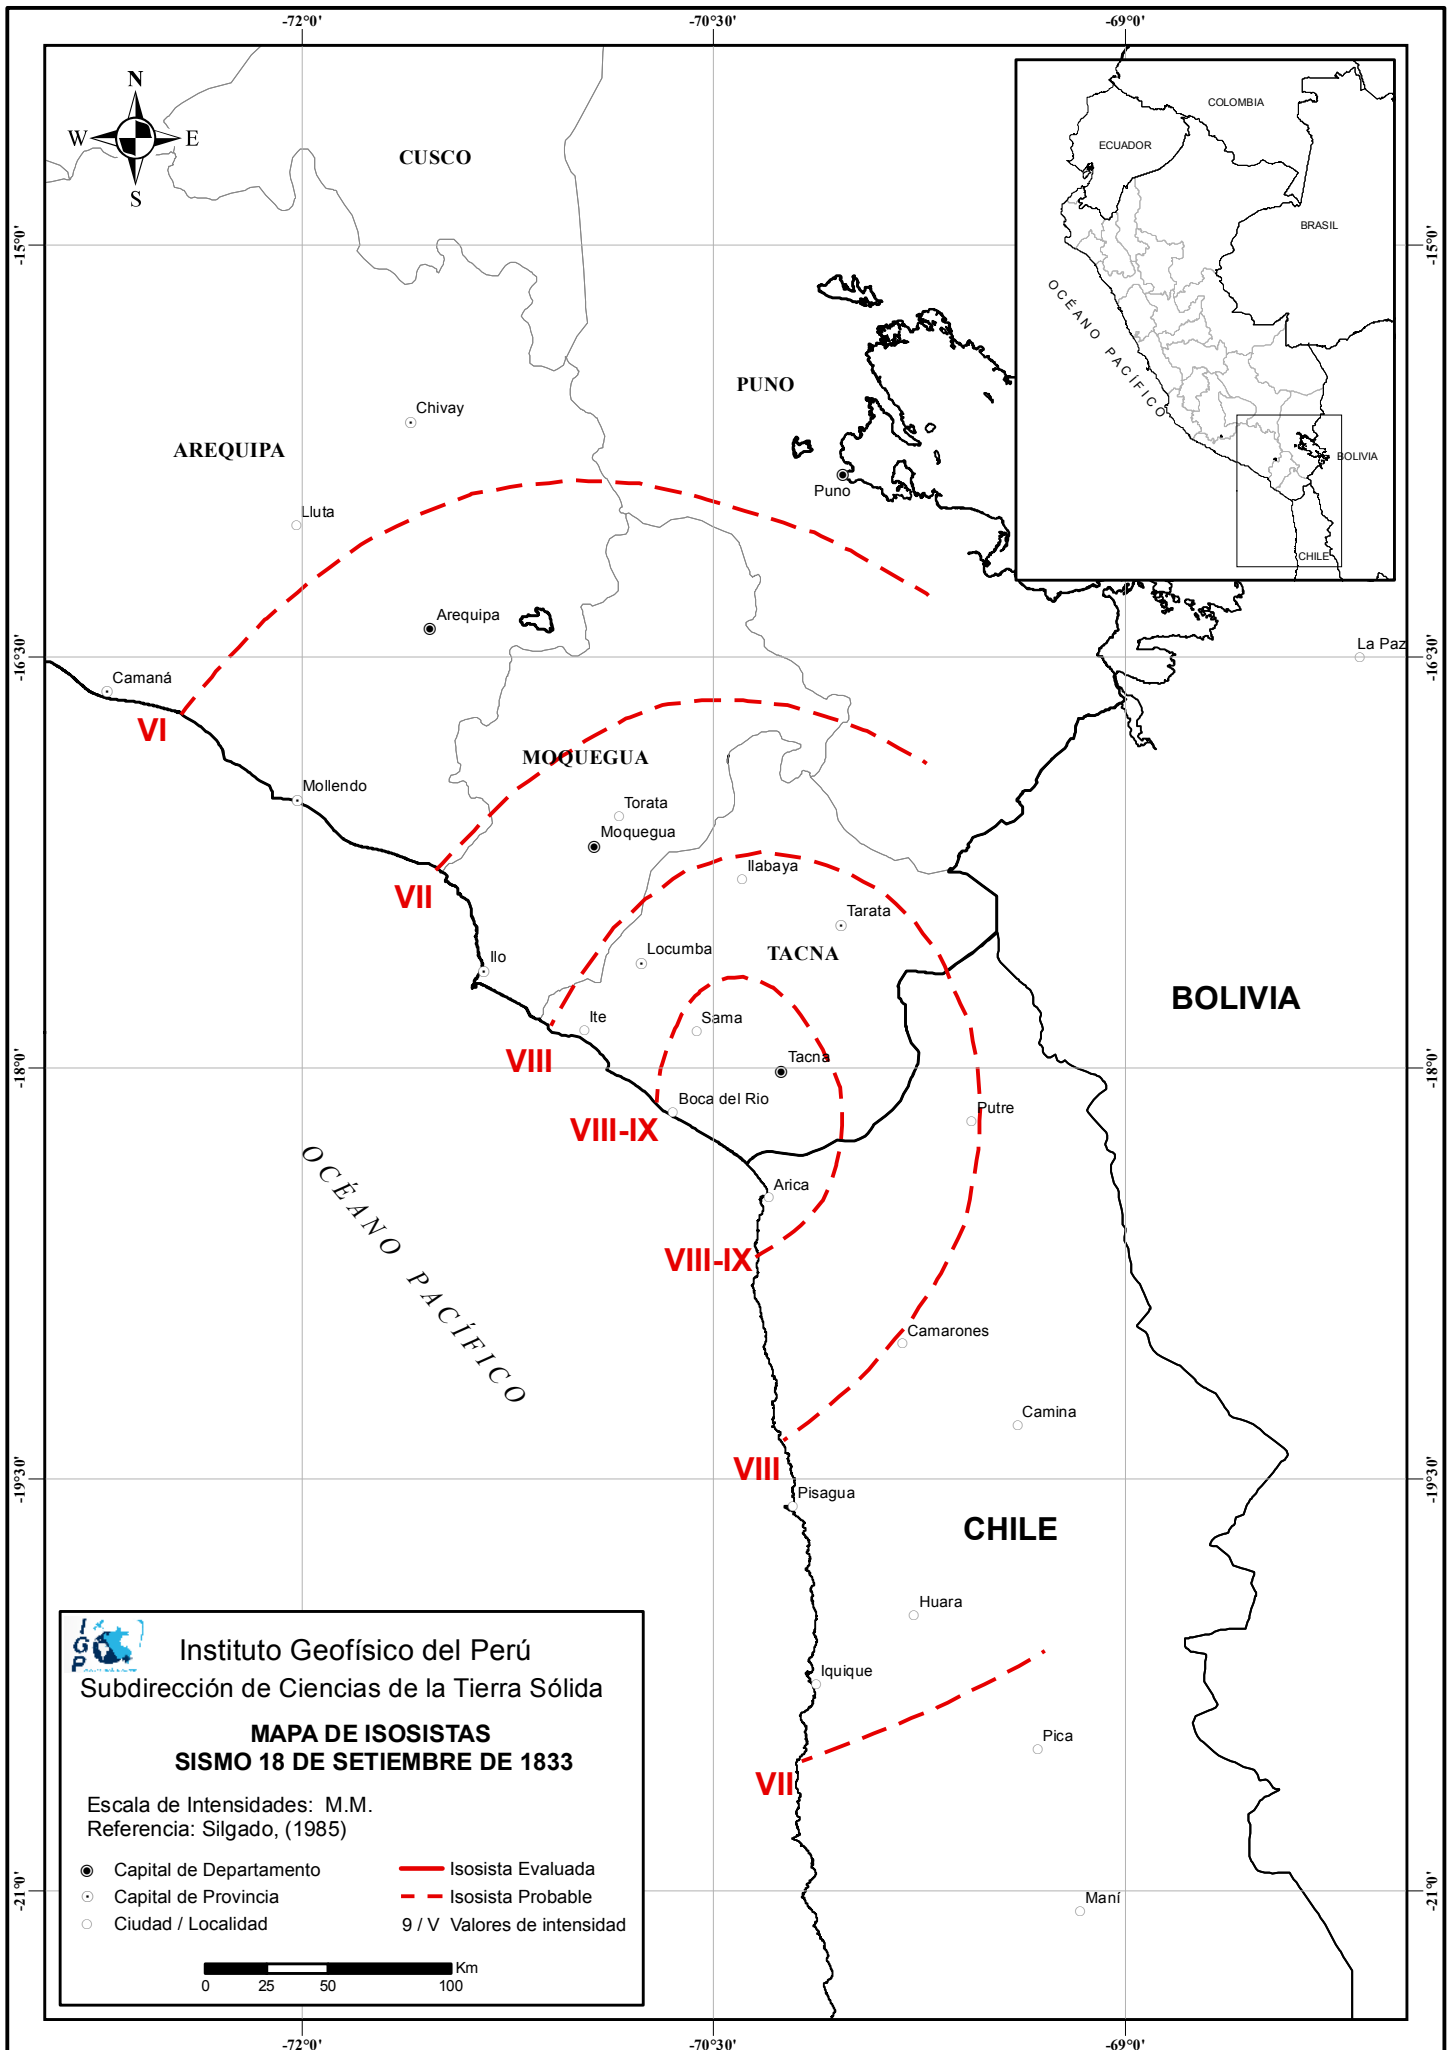 -72°0'
-70°30'
-69°0'
N
W
E
S
CUSCO
COLOMBIA
ECUADOR
BRASIL
OCÉANO PACÍFICO
BOLIVIA
CHILE
-15°0'
-15°0'
PUNO
Chivay
AREQUIPA
Puno
Lluta
Arequipa
-16°30'
-16°30'
La Paz
Camaná
VI
MOQUEGUA
Mollendo
Torata
Moquegua
VII
Ilabaya
Tarata
Locumba
TACNA
Ilo
BOLIVIA
Ite
Sama
VIII
Tacna
-18°0'
-18°0'
Boca del Rio
Putre
VIII-IX
OCÉANO PACÍFICO
Arica
VIII-IX
Camarones
Camina
VIII
-19°30'
-19°30'
Pisagua
CHILE
Huara
Iquique
Pica
VII
Maní
-21°0'
-21°0'
IGP
Instituto Geofísico del Perú
Subdirección de Ciencias de la Tierra Sólida
MAPA DE ISOSISTAS
SISMO 18 DE SETIEMBRE DE 1833
Escala de Intensidades: M.M.
Referencia: Silgado, (1985)
Capital de Departamento
Isosista Evaluada
Capital de Provincia
Isosista Probable
Ciudad / Localidad
9 / V Valores de intensidad
Km
0 25 50 100
-72°0'
-70°30'
-69°0'